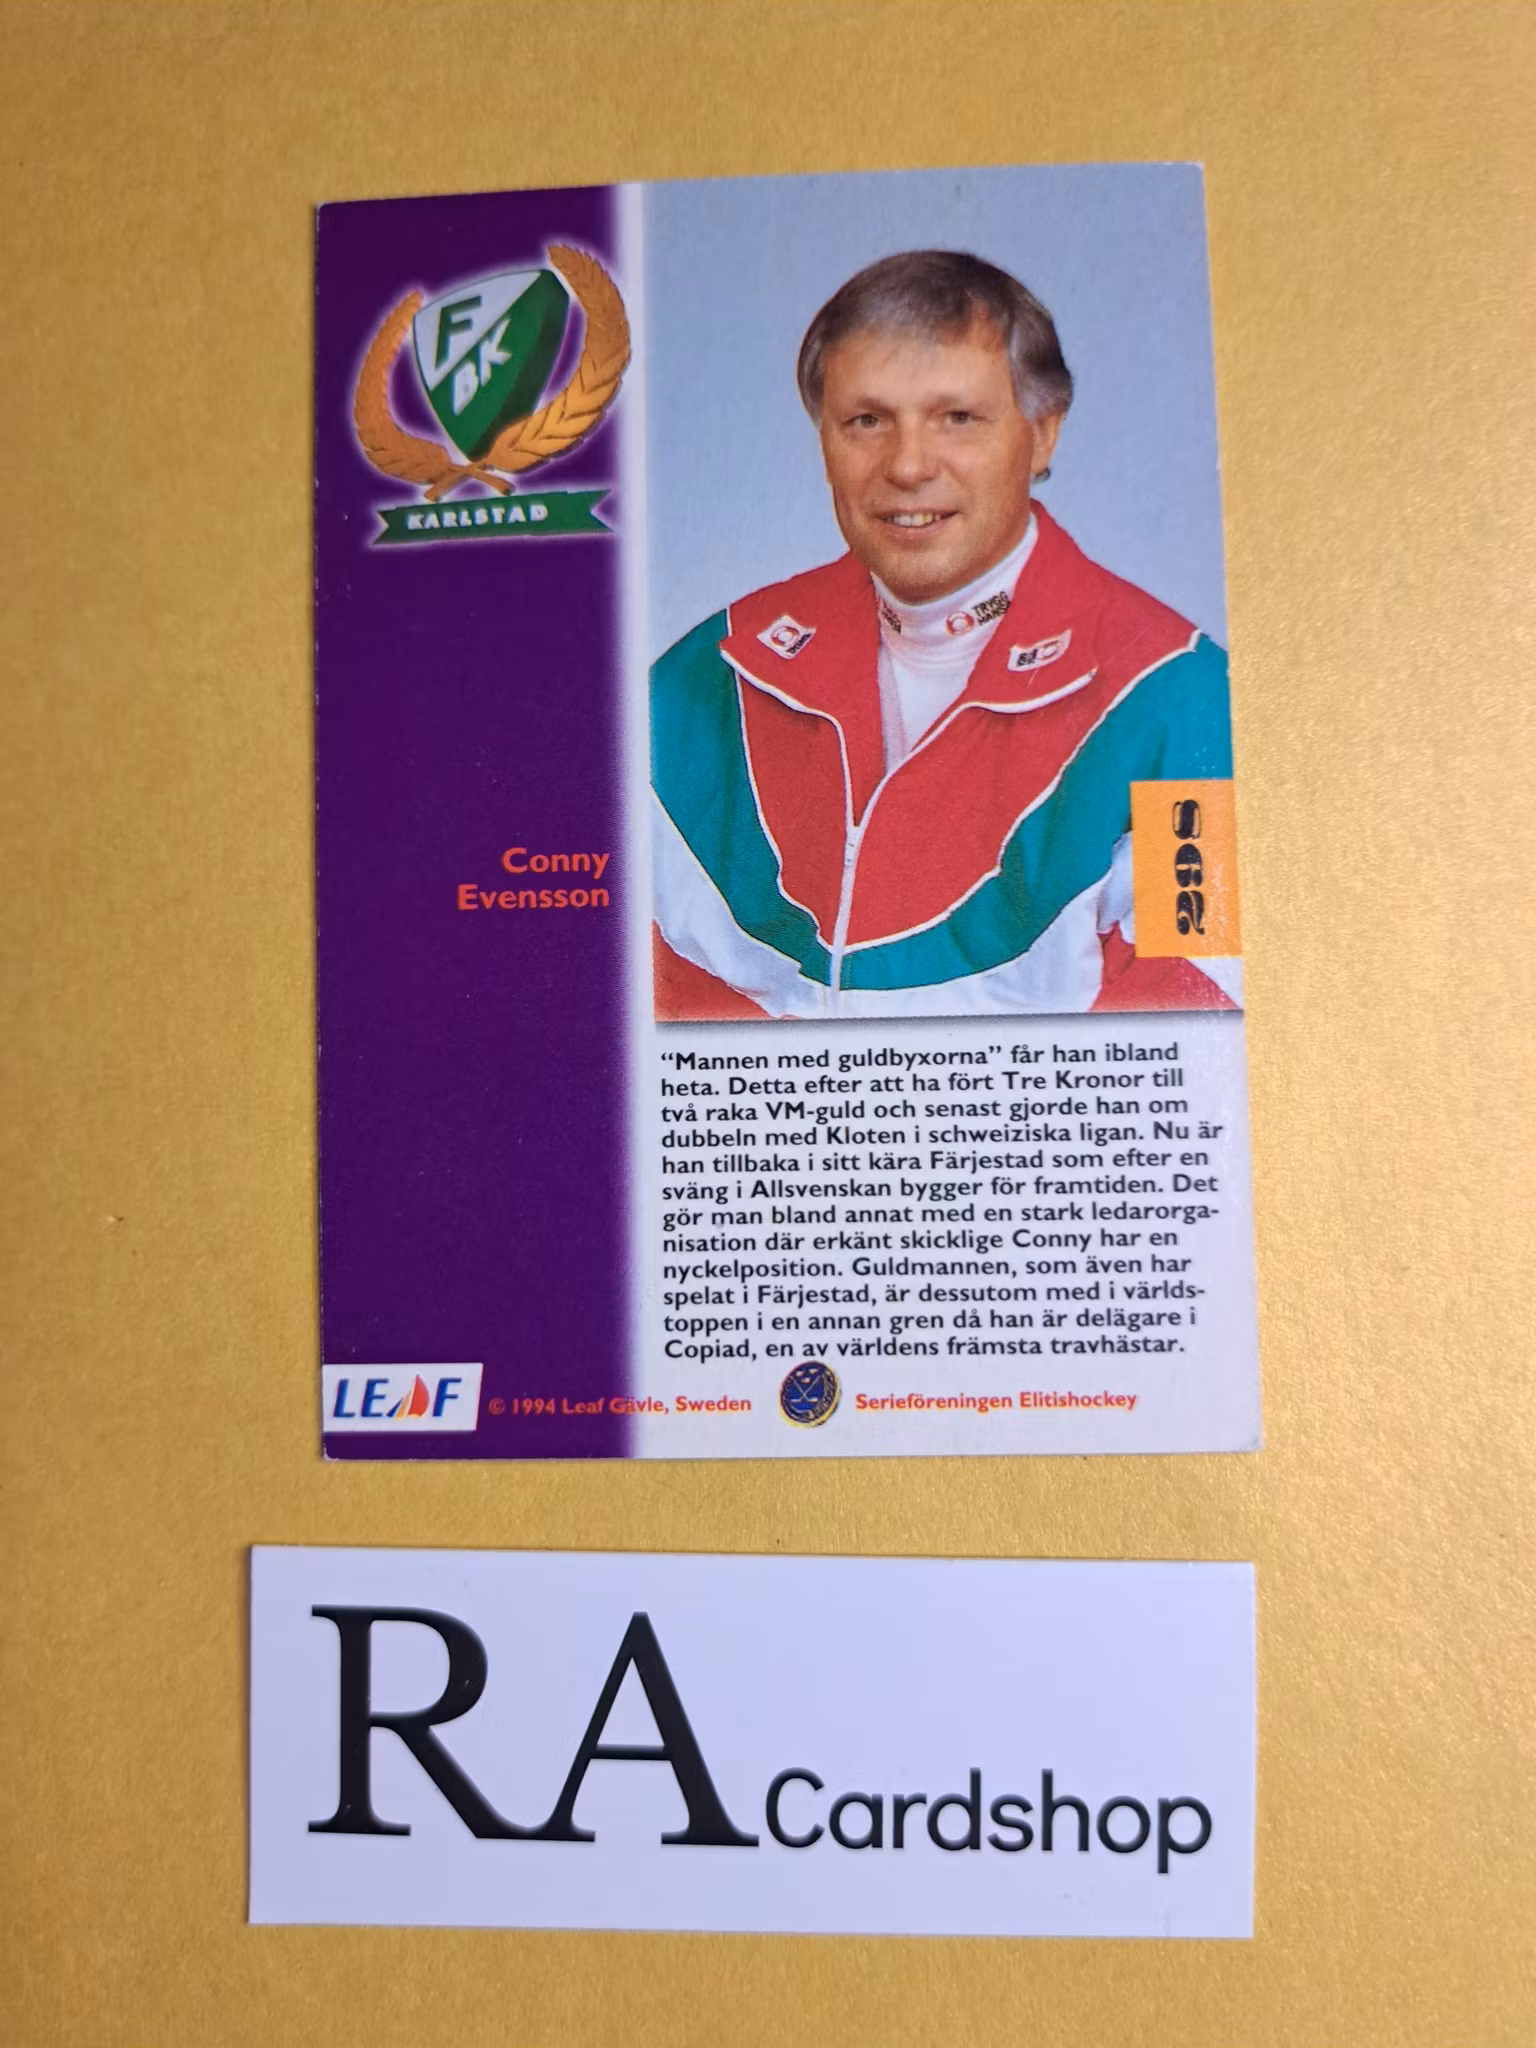 F
BK
KARLSTAD
TRYGG
HANSA
Conny
Evensson
298
“Mannen med guldbyxorna” får han ibland
heta. Detta efter att ha fört Tre Kronor till
två raka VM-guld och senast gjorde han om
dubbeln med Kloten i schweiziska ligan. Nu är
han tillbaka i sitt kära Färjestad som efter en
sväng i Allsvenskan bygger för framtiden. Det
gör man bland annat med en stark ledarorga-
nisation där erkänt skicklige Conny har en
nyckelposition. Guldmannen, som även har
spelat i Färjestad, är dessutom med i världs-
toppen i en annan gren då han är delägare i
Copiad, en av världens främsta travhästar.
LEAF © 1994 Leaf Gävle, Sweden Serieföreningen Elitishockey
RA Cardshop